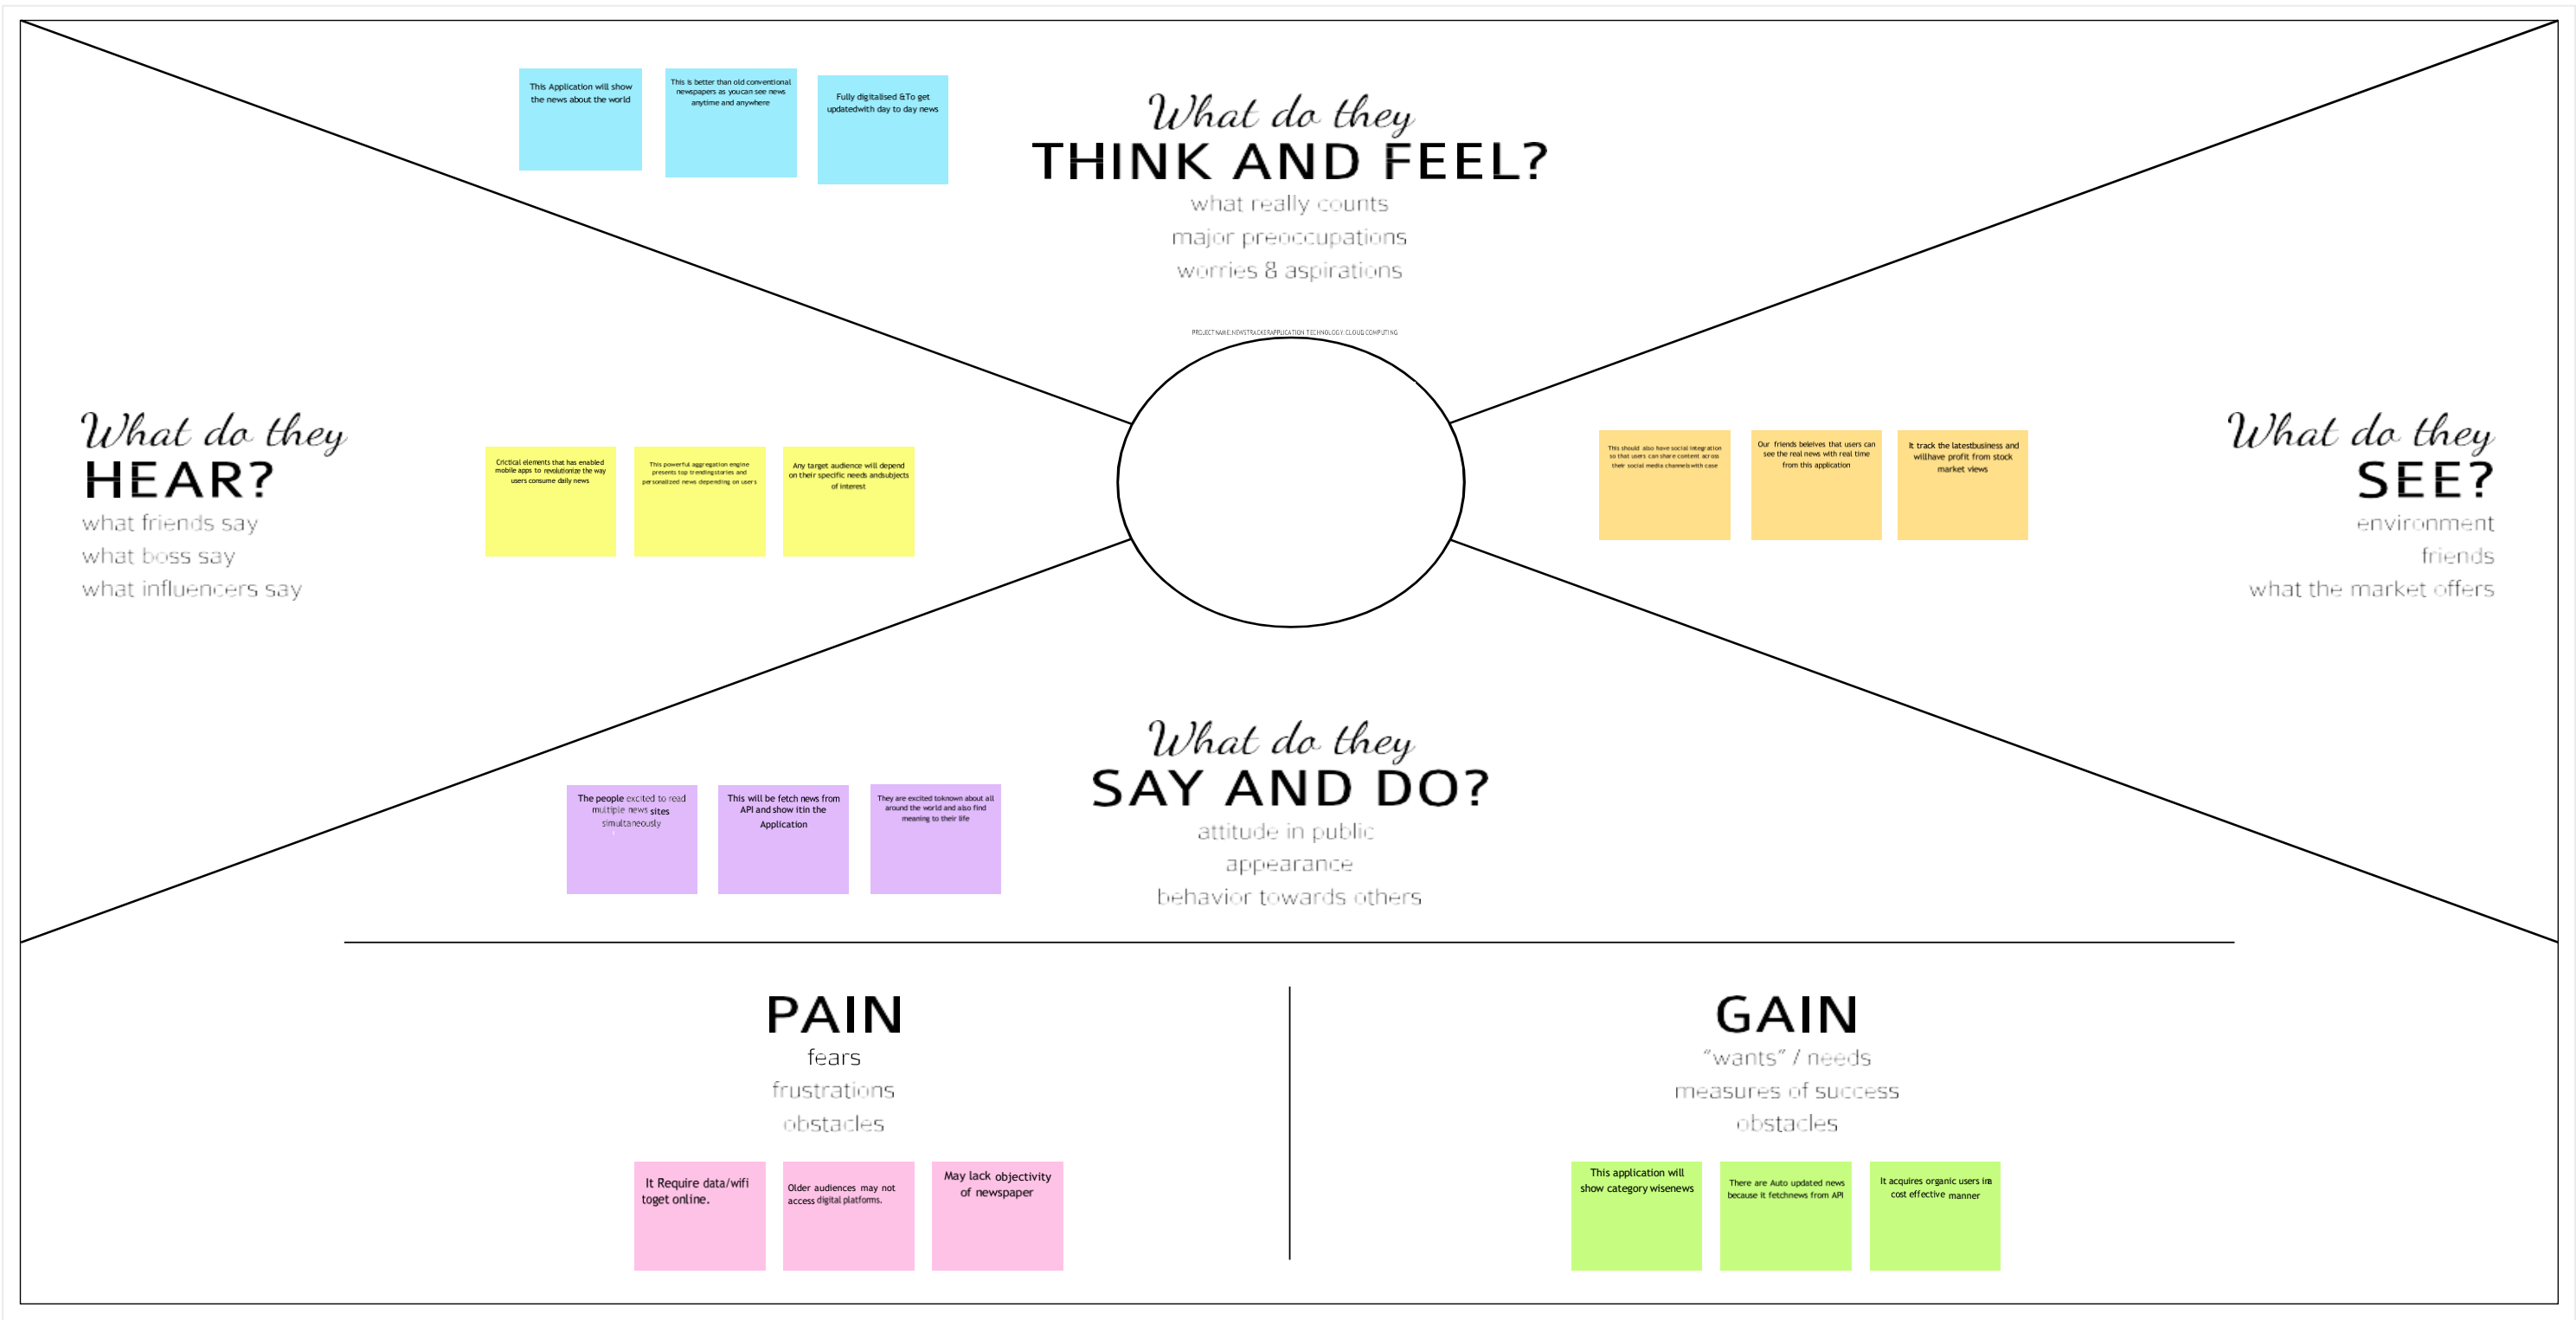 This Application will show
the news about the world
This is better than old conventional
newspapers as youcan see news
anytime and anywhere
Fully digitalised &To get
updatedwith day to day news
What do they
THINK AND FEEL?
what really counts
major preoccupations
worries & aspirations
PROJECT NAME:NEWSTRACKERAPPLICATION TECHNOLOGY: CLOUD COMPUTING
What do they
HEAR?
what friends say
what boss say
what influencers say
Crictical elements that has enabled
mobile apps to revolutionize the way
users consume daily news
This powerful aggregation engine
presents top trendingstories and
personalized news depending on users
Any target audience will depend
on their specific needs andsubjects
of interest
This should also have social integration
so that users can share content across
their social media channelswith ease
Our friends beleives that users can
see the real news with real time
from this application
It track the latestbusiness and
willhave profit from stock
market views
What do they
SEE?
environment
friends
what the market offers
What do they
SAY AND DO?
attitude in public
appearance
behavior towards others
The people excited to read
multiple news sites
simultaneously
This will be fetch news from
API and show itin the
Application
They are excited toknown about all
around the world and also find
meaning to their life
PAIN
fears
frustrations
obstacles
It Require data/wifi
toget online.
Older audiences may not
access digital platforms.
May lack objectivity
of newspaper
GAIN
“wants” / needs
measures of success
obstacles
This application will
show category wisenews
There are Auto updated news
because it fetchnews from API
It acquires organic users ina
cost effective manner